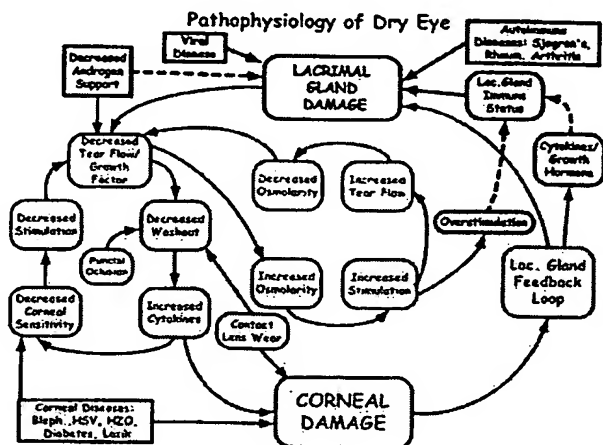 Pathophysiology of Dry Eye
Viral
Disease
Autoimmune
Diseases: Sjogren's,
Rheum. Arthritis
Decreased
Androgen
Support
LACRIMAL
GLAND
DAMAGE
Lac. Gland
Immune
Status
Cytokines/
Growth
Hormone
Decreased
Tear Flow/
Growth
Factor
Decreased
Osmolarity
Increased
Tear Flow
Decreased
Stimulation
Decreased
Washout
Overstimulation
Punctal
Occlusion
Increased
Osmolarity
Increased
Stimulation
Lac. Gland
Feedback
Loop
Decreased
Corneal
Sensitivity
Increased
Cytokines
Contact
Lens Wear
CORNEAL
DAMAGE
Corneal Diseases:
Bleph., HSV, HZO,
Diabetes, Lasik